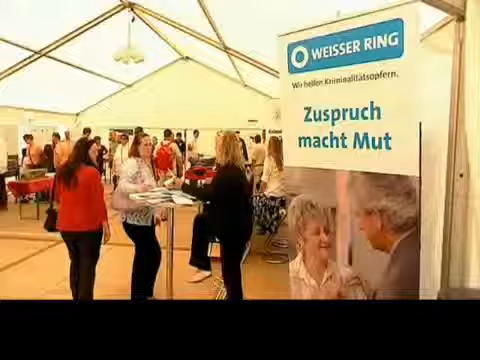 WEISSER RING
Wir helfen Kriminalitätsopfern.
Zuspruch
macht Mut